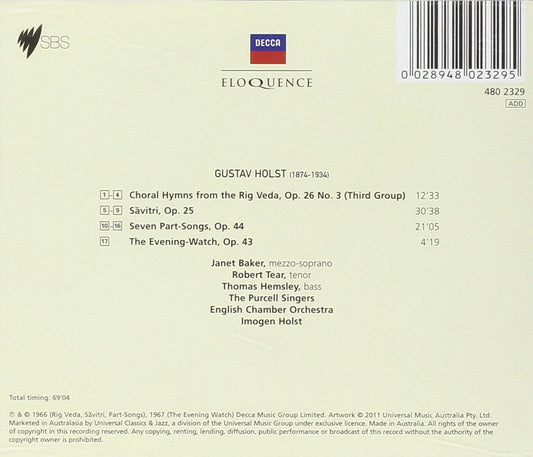 SBS
DECCA
ELOQUENCE
0 028948 023295
480 2329
ADD
GUSTAV HOLST (1874-1934)
1-4 Choral Hymns from the Rig Veda, Op. 26 No. 3 (Third Group) 12'33
5-9 Sāvitri, Op. 25 30'38
10-16 Seven Part-Songs, Op. 44 21'05
17 The Evening-Watch, Op. 43 4'19
Janet Baker, mezzo-soprano
Robert Tear, tenor
Thomas Hemsley, bass
The Purcell Singers
English Chamber Orchestra
Imogen Holst
Total timing: 69'04
℗ & © 1966 (Rig Veda, Sāvitri, Part-Songs), 1967 (The Evening Watch) Decca Music Group Limited. Artwork © 2011 Universal Music Australia Pty. Ltd.
Marketed in Australasia by Universal Classics & Jazz, a division of the Universal Music Group under exclusive licence. Made in Australia. All rights of the owner
of copyright in this recording. Any copying, renting, lending, diffusion, public performance or broadcast of this record without the authority of the
copyright owner is prohibited.